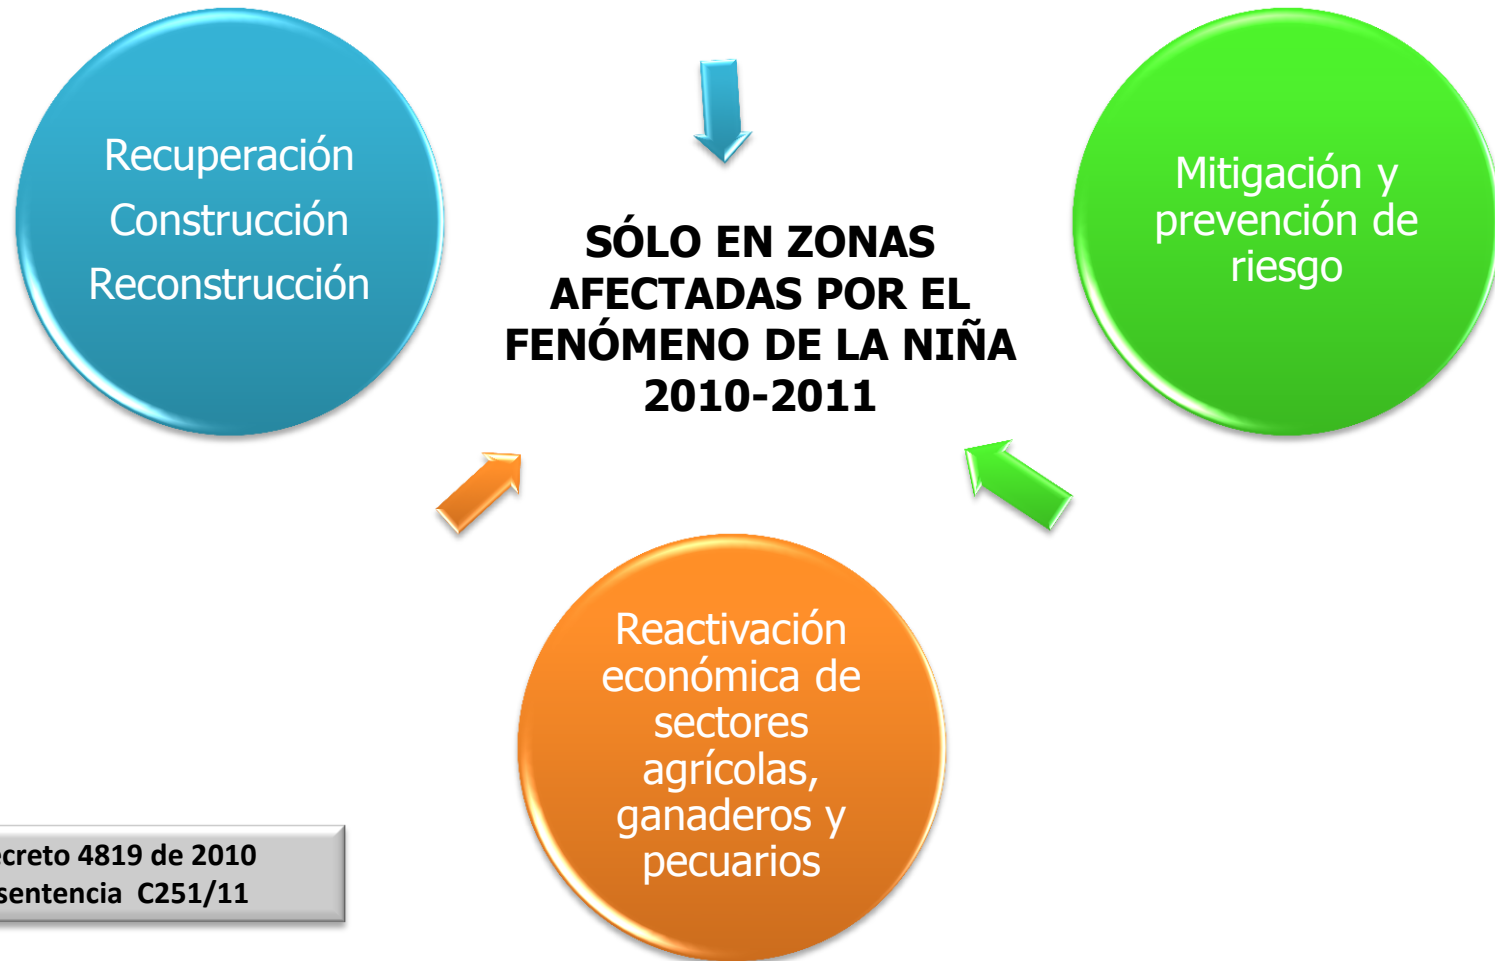 Recuperación
Construcción
Reconstrucción
SÓLO EN ZONAS
AFECTADAS POR EL
FENÓMENO DE LA NIÑA
2010-2011
Mitigación y
prevención de
riesgo
Reactivación
económica de
sectores
agrícolas,
ganaderos y
pecuarios
ecreto 4819 de 2010
sentencia C251/11